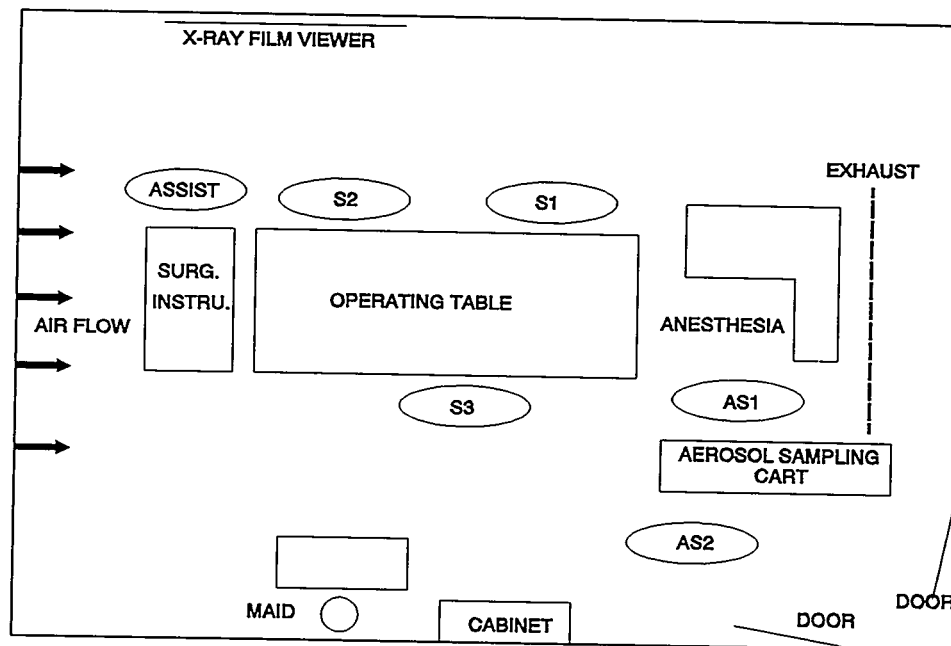 X-RAY FILM VIEWER
EXHAUST
ASSIST
S2
S1
SURG.
INSTRU.
OPERATING TABLE
AIR FLOW
ANESTHESIA
S3
AS1
AEROSOL SAMPLING
CART
AS2
MAID
CABINET
DOOR
DOOR